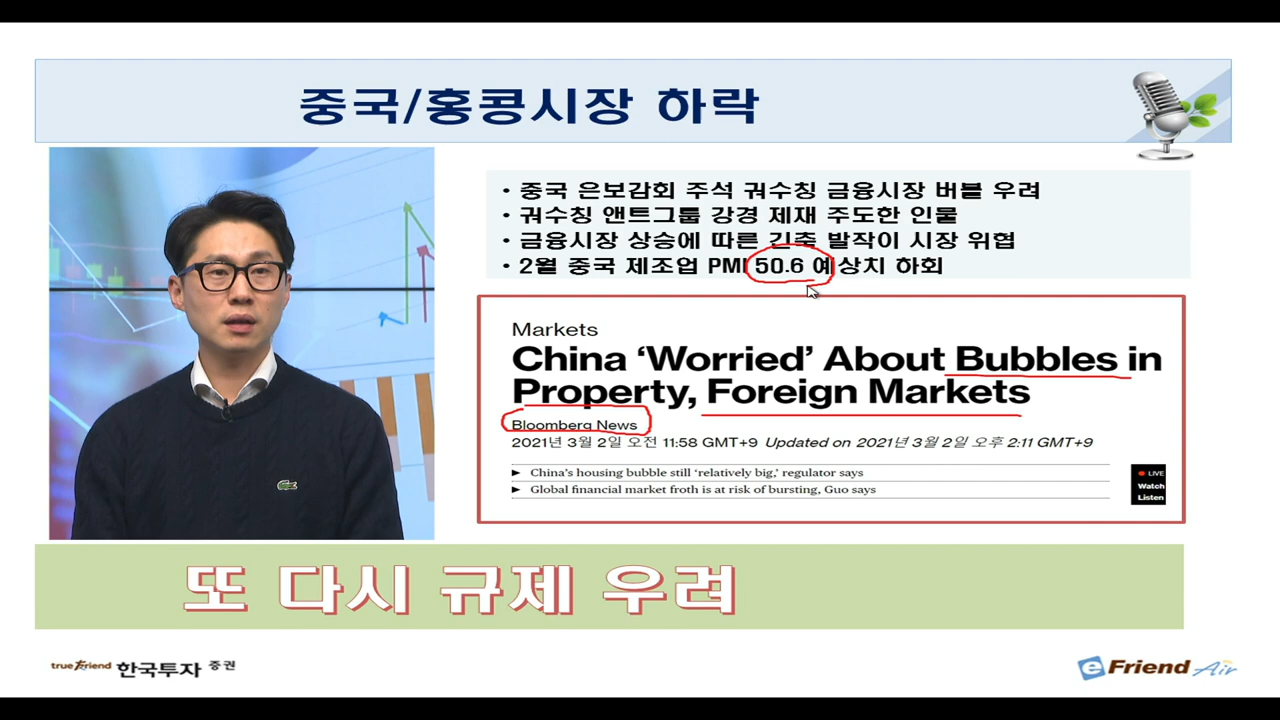 중국/홍콩시장 하락
• 중국 은보감회 주석 궈수칭 금융시장 버블 우려
• 궈수칭 앤트그룹 강경 제재 주도한 인물
• 금융시장 상승에 따른 긴축 발작이 시장 위협
• 2월 중국 제조업 PMI 50.6 예상치 하회
Markets
China ‘Worried’ About Bubbles in
Property, Foreign Markets
Bloomberg News
2021년 3월 2일 오전 11:58 GMT+9 Updated on 2021년 3월 2일 오후 2:11 GMT+9
► China’s housing bubble still ‘relatively big,’ regulator says
► Global financial market froth is at risk of bursting, Guo says
LIVE
Watch
Listen
또 다시 규제 우려
true friend 한국투자 증권
eFriend Air